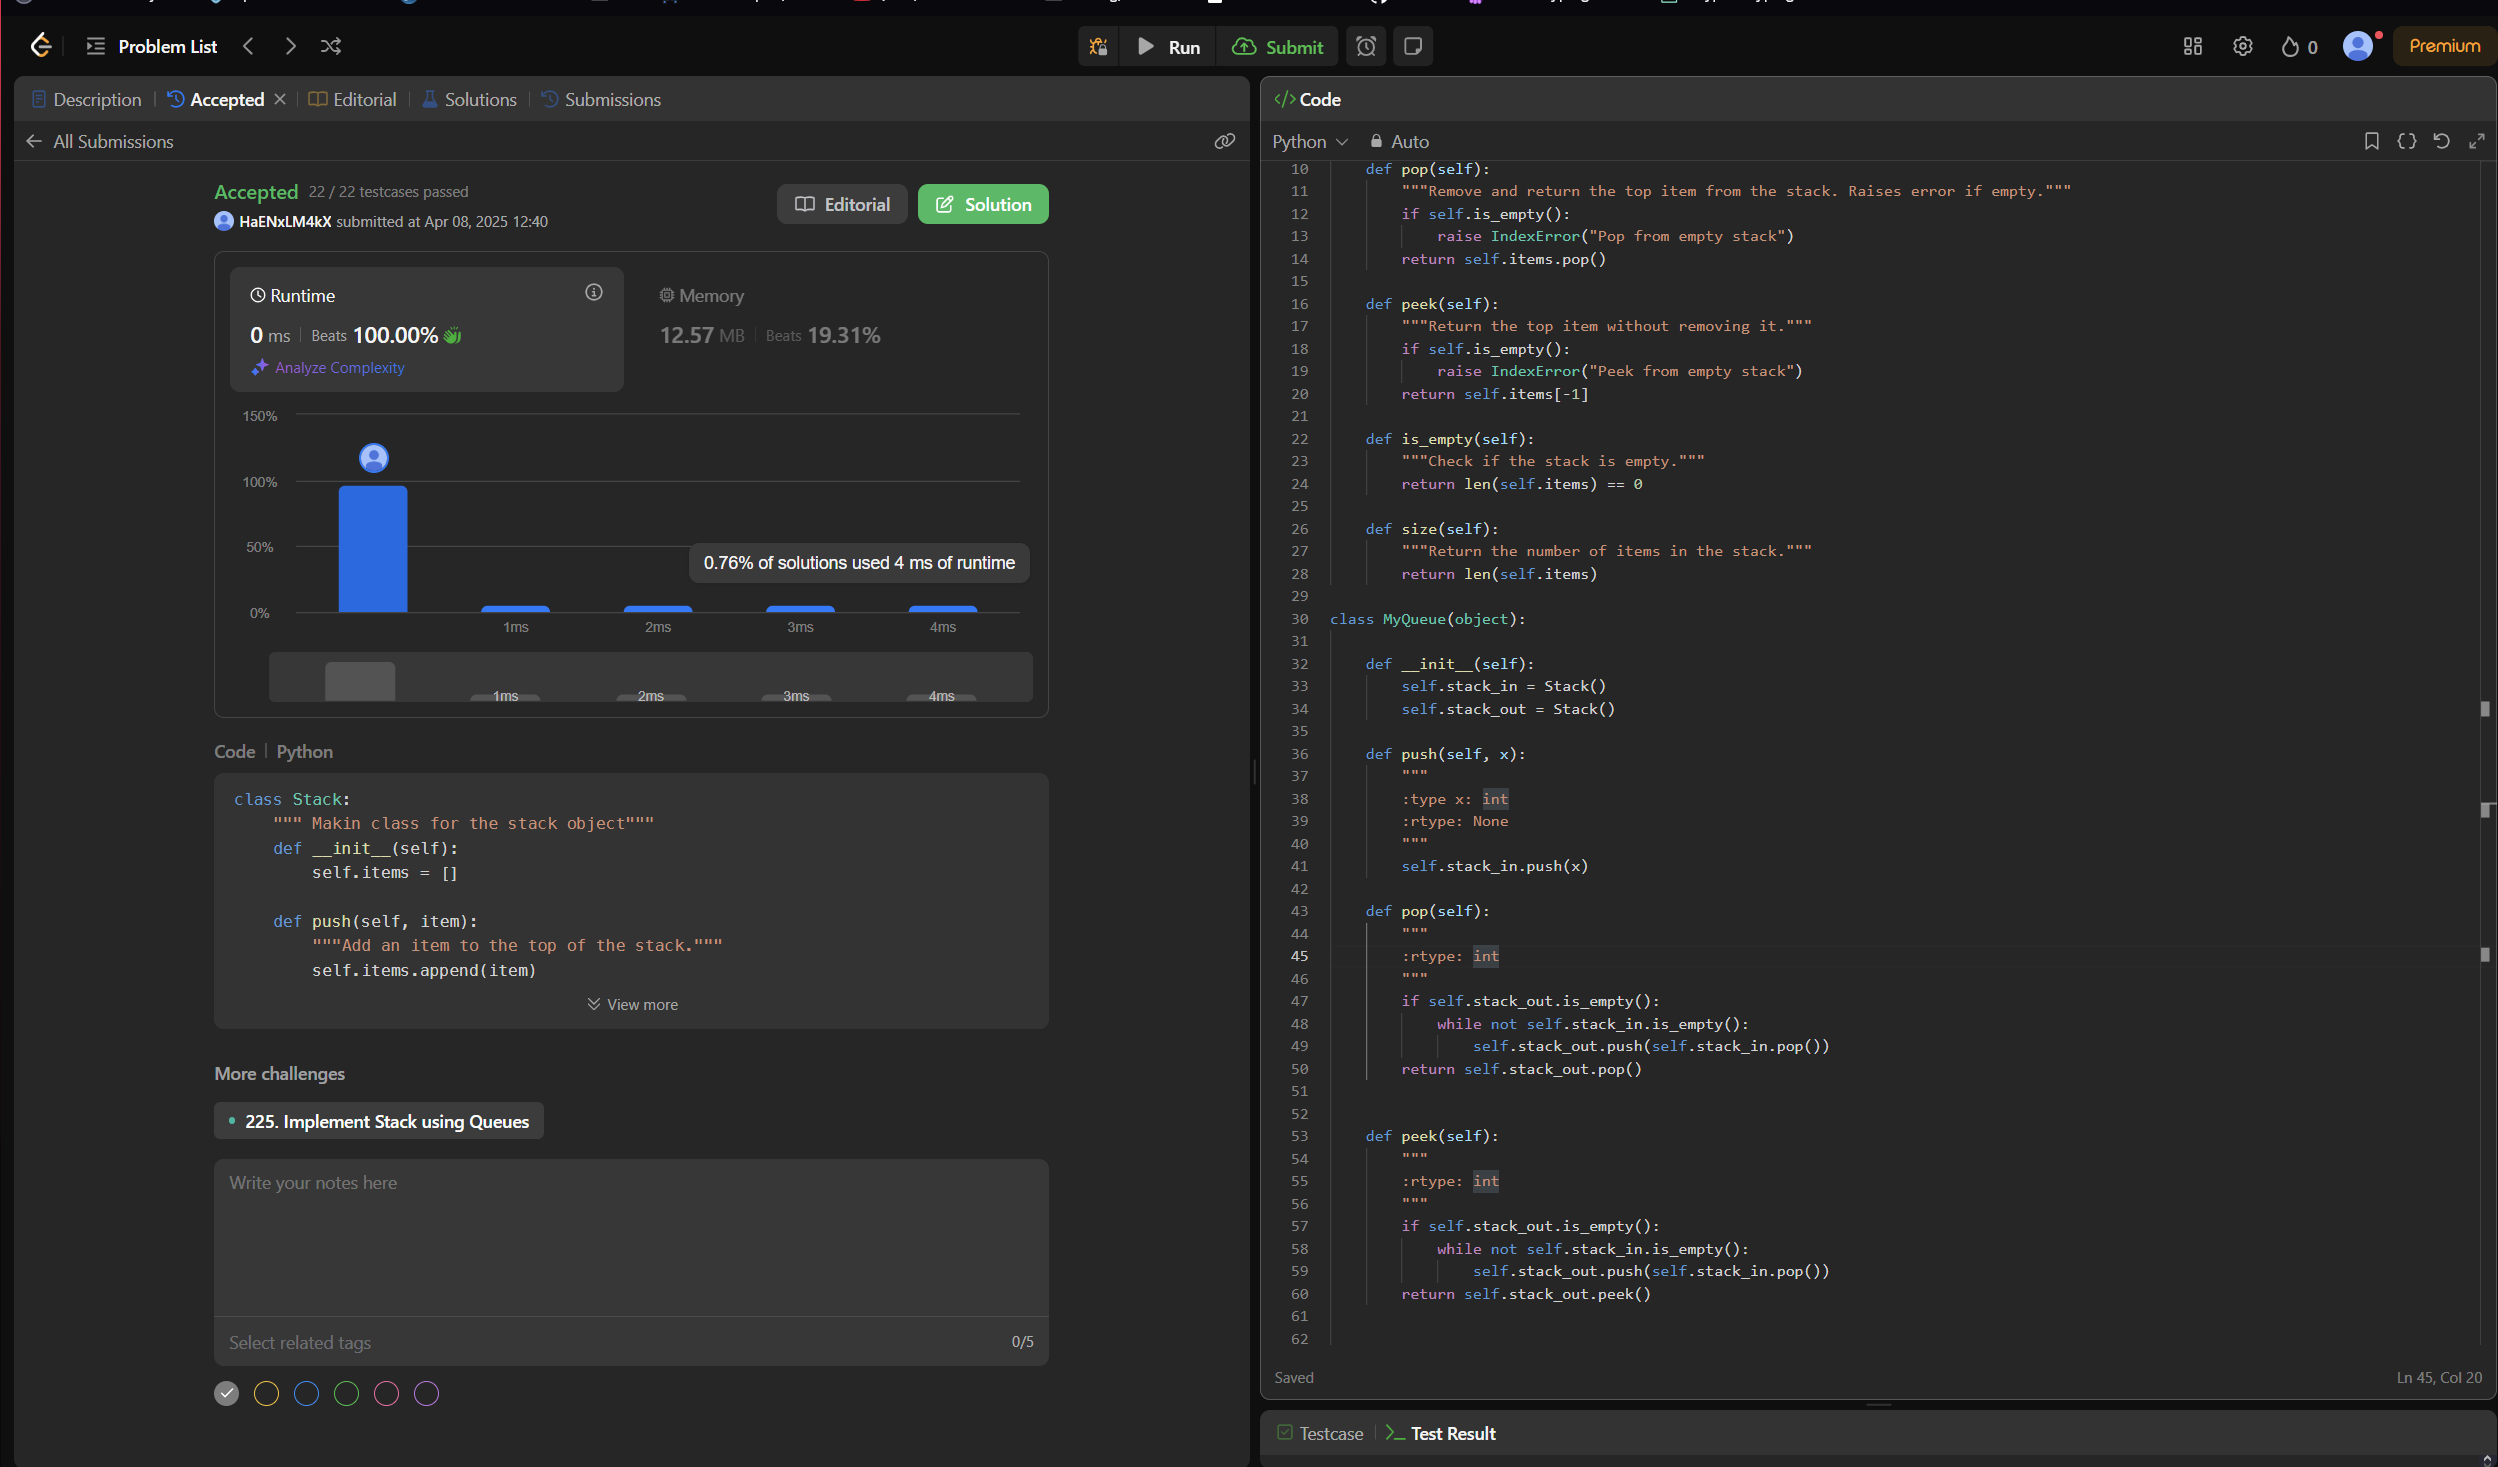 Problem List
Run
Submit
0
Premium
Description
Accepted
Editorial
Solutions
Submissions
All Submissions
Accepted 22 / 22 testcases passed
HaENxLM4kX submitted at Apr 08, 2025 12:40
Editorial
Solution
Runtime
0 ms Beats 100.00%
Analyze Complexity
Memory
12.57 MB Beats 19.31%
150%
100%
50%
0%
0.76% of solutions used 4 ms of runtime
1ms 2ms 3ms 4ms
1ms 2ms 3ms 4ms
Code | Python
class Stack:
    """ Makin class for the stack object"""
    def __init__(self):
        self.items = []
    def push(self, item):
        """Add an item to the top of the stack."""
        self.items.append(item)
View more
More challenges
225. Implement Stack using Queues
Write your notes here
Select related tags
0/5
</> Code
Python
Auto
10     def pop(self):
11         """Remove and return the top item from the stack. Raises error if empty."""
12         if self.is_empty():
13             raise IndexError("Pop from empty stack")
14         return self.items.pop()
15
16     def peek(self):
17         """Return the top item without removing it."""
18         if self.is_empty():
19             raise IndexError("Peek from empty stack")
20         return self.items[-1]
21
22     def is_empty(self):
23         """Check if the stack is empty."""
24         return len(self.items) == 0
25
26     def size(self):
27         """Return the number of items in the stack."""
28         return len(self.items)
29
30 class MyQueue(object):
31
32     def __init__(self):
33         self.stack_in = Stack()
34         self.stack_out = Stack()
35
36     def push(self, x):
37         """
38         :type x: int
39         :rtype: None
40         """
41         self.stack_in.push(x)
42
43     def pop(self):
44         """
45         :rtype: int
46         """
47         if self.stack_out.is_empty():
48             while not self.stack_in.is_empty():
49                 self.stack_out.push(self.stack_in.pop())
50         return self.stack_out.pop()
51
52
53     def peek(self):
54         """
55         :rtype: int
56         """
57         if self.stack_out.is_empty():
58             while not self.stack_in.is_empty():
59                 self.stack_out.push(self.stack_in.pop())
60         return self.stack_out.peek()
61
62
Saved
Ln 45, Col 20
Testcase
Test Result